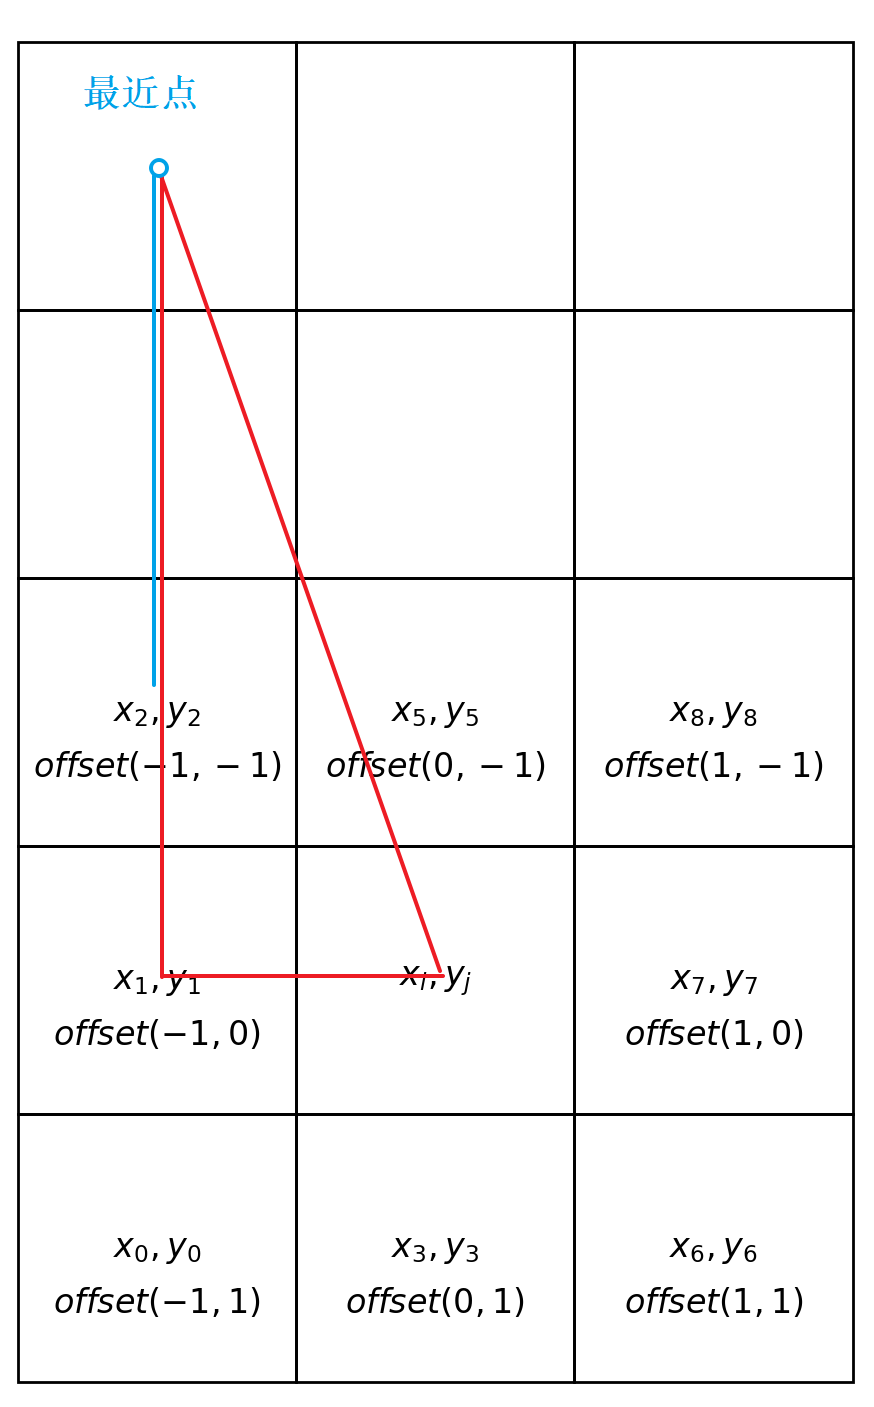 最近点
x₂, y₂
offset(−1, −1)
x₅, y₅
offset(0, −1)
x₈, y₈
offset(1, −1)
x₁, y₁
offset(−1, 0)
xᵢ, yⱼ
x₇, y₇
offset(1, 0)
x₀, y₀
offset(−1, 1)
x₃, y₃
offset(0, 1)
x₆, y₆
offset(1, 1)